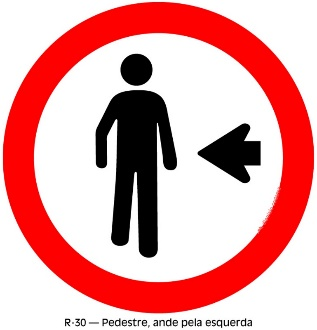 R-30 — Pedestre, ande pela esquerda